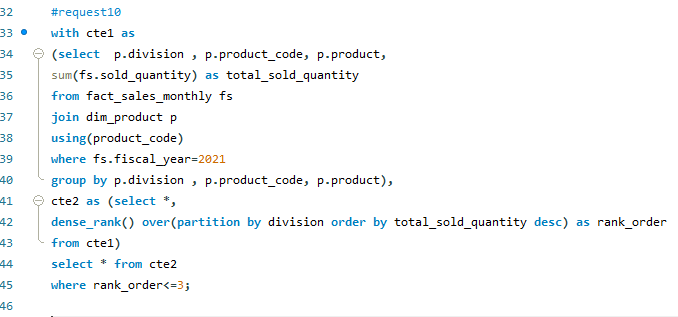 32 #request10
33 with cte1 as
34 (select  p.division , p.product_code, p.product,
35 sum(fs.sold_quantity) as total_sold_quantity
36 from fact_sales_monthly fs
37 join dim_product p
38 using(product_code)
39 where fs.fiscal_year=2021
40 group by p.division , p.product_code, p.product),
41 cte2 as (select *,
42 dense_rank() over(partition by division order by total_sold_quantity desc) as rank_order
43 from cte1)
44 select * from cte2
45 where rank_order<=3;
46